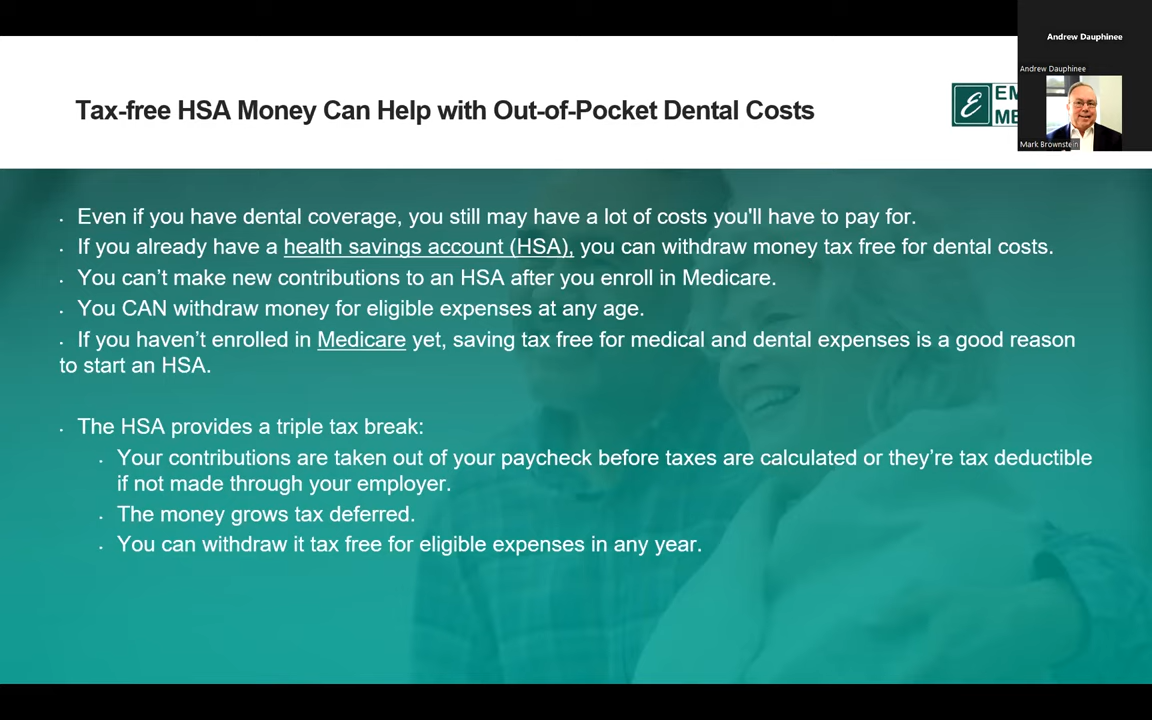 Andrew Dauphinee
Andrew Dauphinee
Tax-free HSA Money Can Help with Out-of-Pocket Dental Costs
Mark Brownstein
· Even if you have dental coverage, you still may have a lot of costs you'll have to pay for.
· If you already have a health savings account (HSA), you can withdraw money tax free for dental costs.
· You can’t make new contributions to an HSA after you enroll in Medicare.
· You CAN withdraw money for eligible expenses at any age.
· If you haven’t enrolled in Medicare yet, saving tax free for medical and dental expenses is a good reason
to start an HSA.
· The HSA provides a triple tax break:
· Your contributions are taken out of your paycheck before taxes are calculated or they’re tax deductible
if not made through your employer.
· The money grows tax deferred.
· You can withdraw it tax free for eligible expenses in any year.